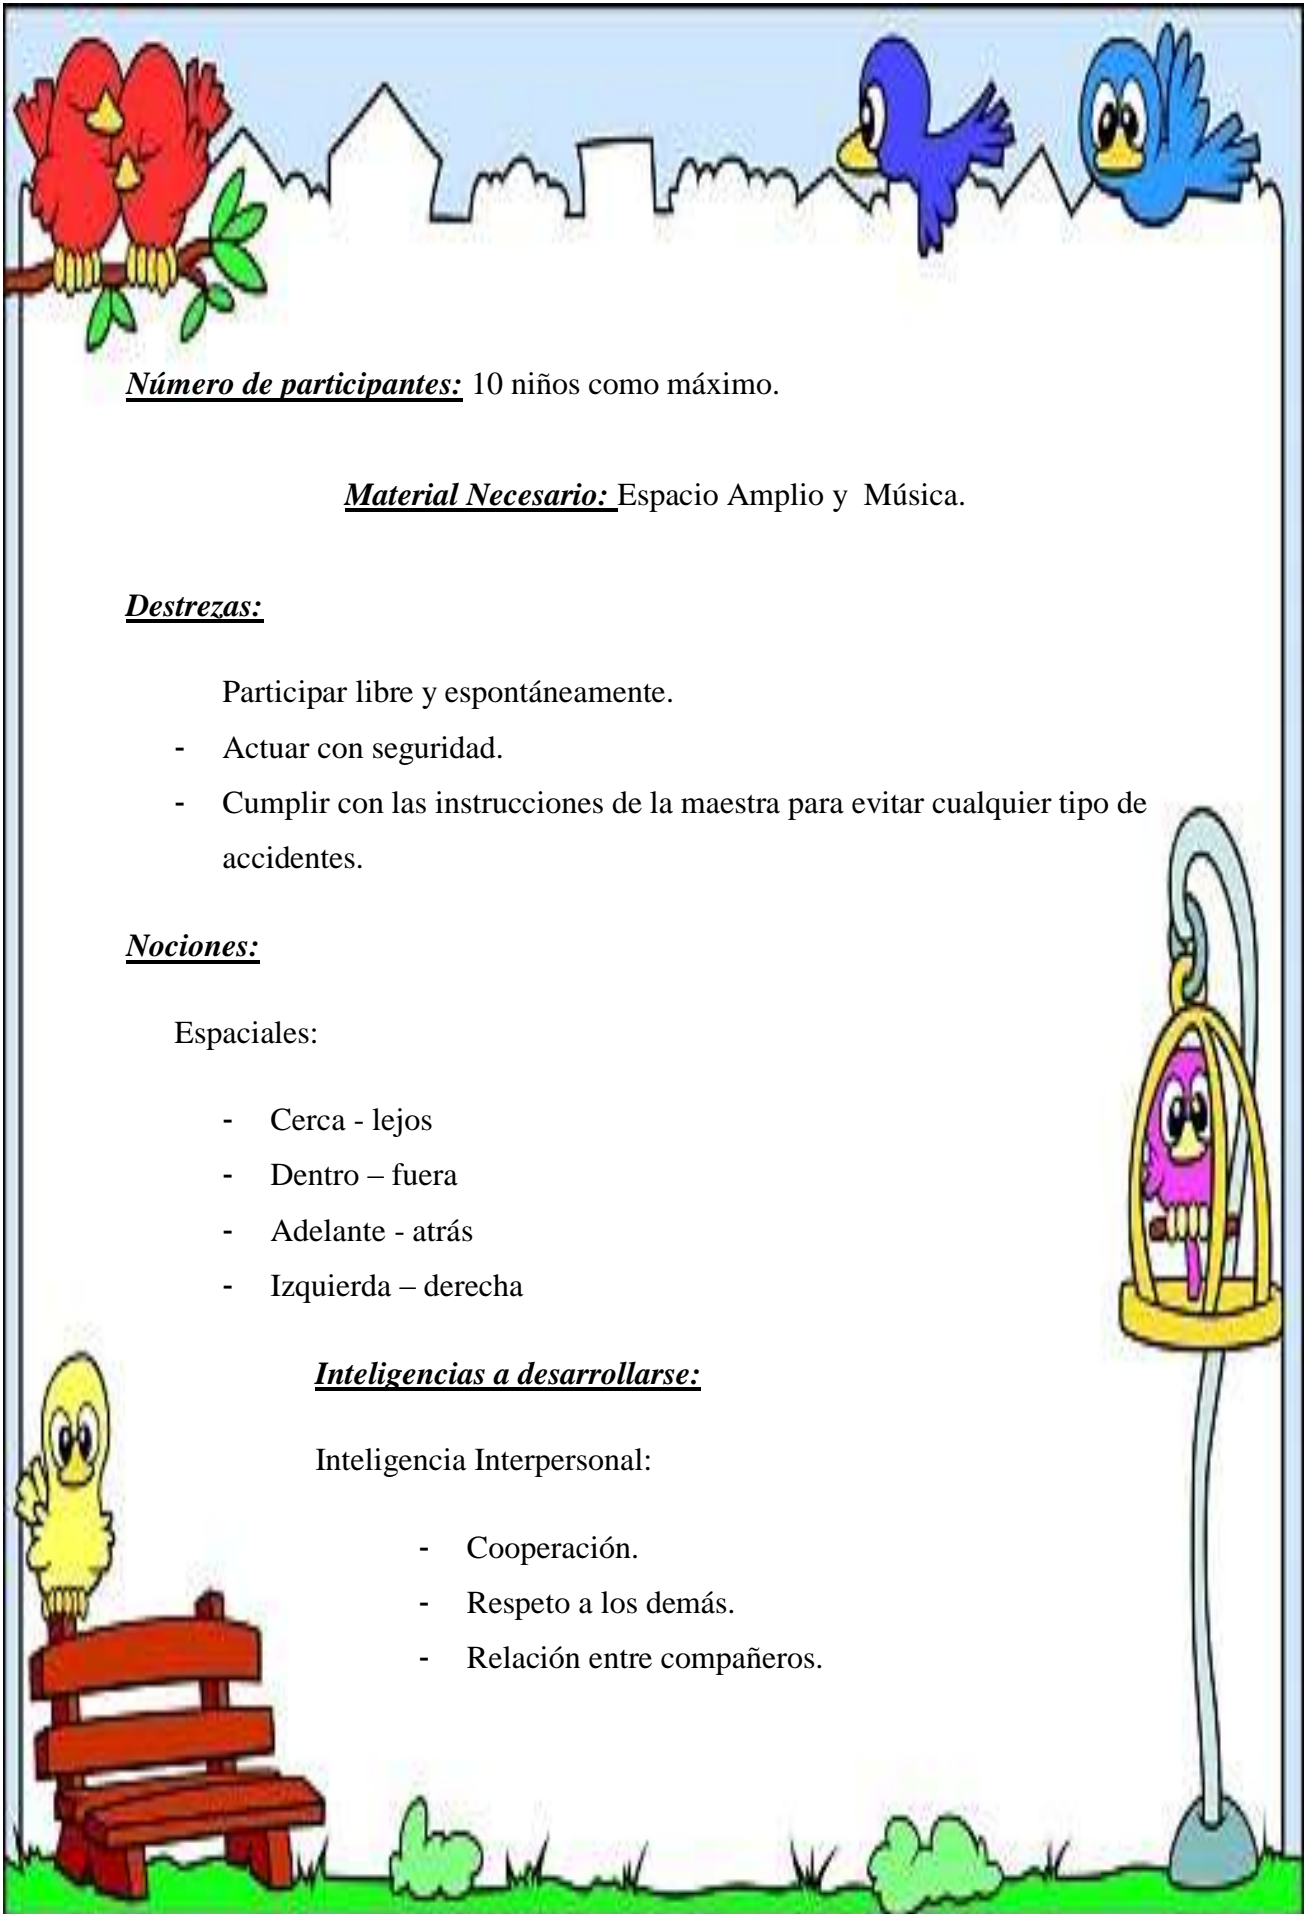 Número de participantes: 10 niños como máximo.
Material Necesario: Espacio Amplio y  Música.
Destrezas:
Participar libre y espontáneamente.
- Actuar con seguridad.
- Cumplir con las instrucciones de la maestra para evitar cualquier tipo de
accidentes.
Nociones:
Espaciales:
- Cerca - lejos
- Dentro – fuera
- Adelante - atrás
- Izquierda – derecha
Inteligencias a desarrollarse:
Inteligencia Interpersonal:
- Cooperación.
- Respeto a los demás.
- Relación entre compañeros.